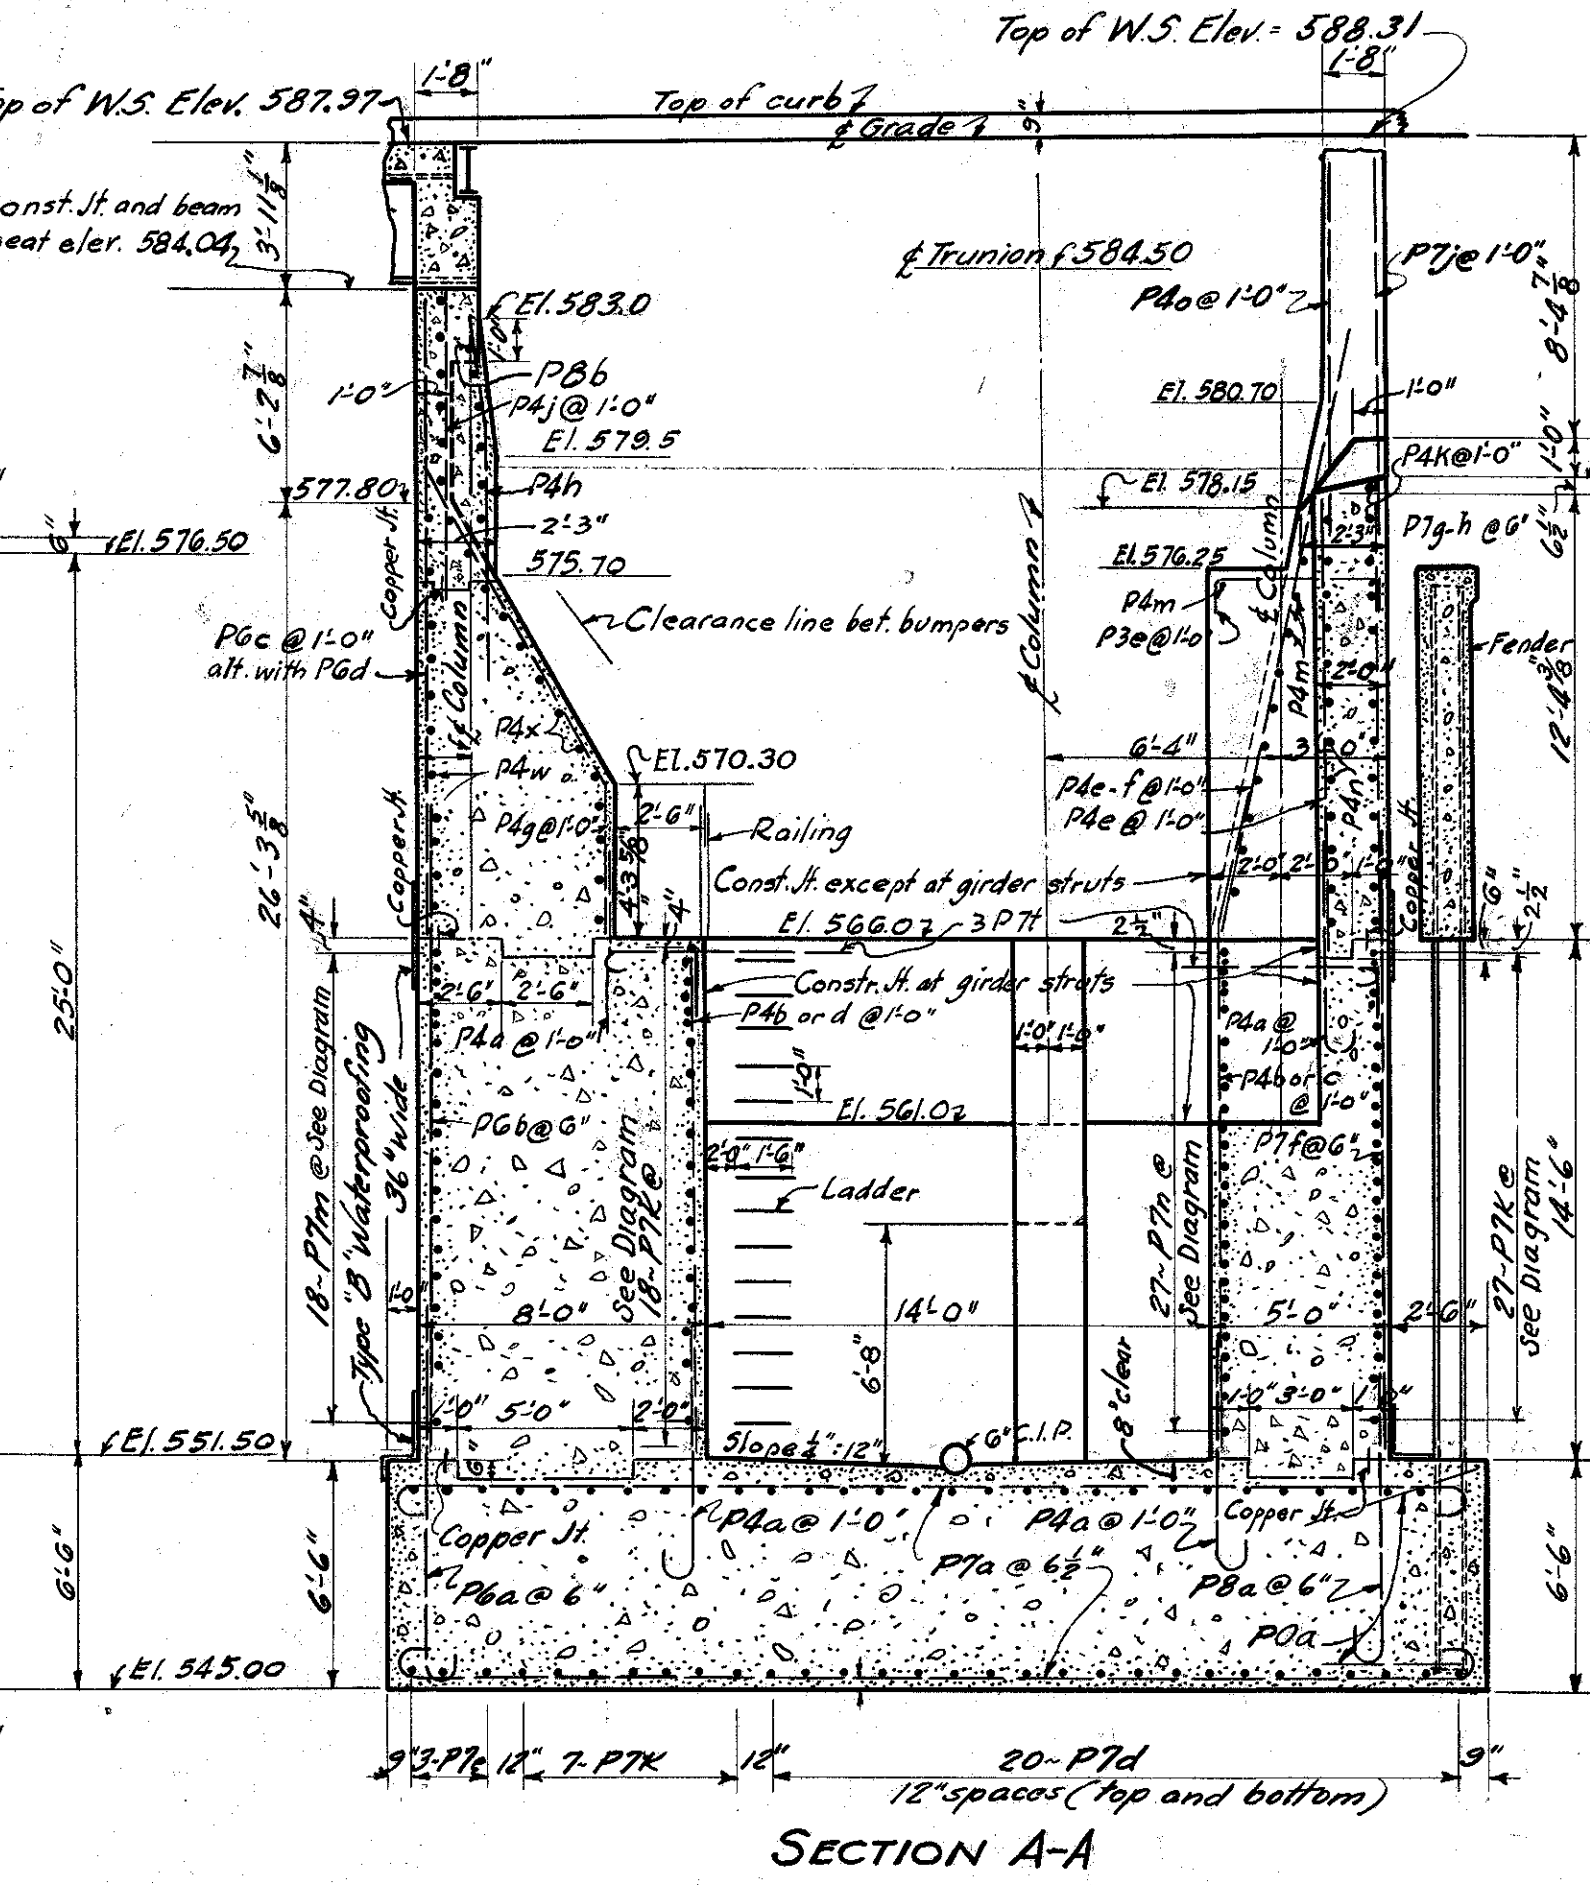 Top of W.S. Elev. = 588.31
1'-8"
1'-8"
op of W.S. Elev. 587.97
Top of curb
℄ Grade
9"
3'-11 1/8"
onst. Jt. and beam
eat elev. 584.04
℄ Trunion 584.50
P7j@1'-0"
P4o@1'-0"
8'-4 7/8"
El. 583.0
1'-0"
P8b
1'-0"
P4j@1'-0"
6'-2 7/8"
El. 579.5
El. 580.70
1'-0"
P4K@1'-0"
1'-0"
577.80
P4h
El. 578.15
2'-3"
2'-3"
P7g-h @ 6"
6 1/2"
6"
El. 576.50
Copper Jt.
575.70
El. 576.25
℄ Column
℄ Column
P4m
P3e@1'-0
P4m
Clearance line bet. bumpers
P6c @ 1'-0"
alt. with P6d
℄ Column
Fender
2'-0"
12'-4 3/8"
P4x
P4w
El. 570.30
6'-4"
3'-0"
P4e-f@1'-0"
P4e @ 1'-0"
P4n
P4g@1'-0"
2'-6"
Railing
26'-3 5/8"
Copper Jt.
4'-3 5/8"
4"
4"
Const. Jt. except at girder struts
2'-0" 2'-0" 1'-0"
Copper Jt.
6"
2 1/2"
El. 566.07
3 P7t
2 1/2"
25'-0"
2'-6"
2'-6"
Constr. Jt. at girder struts
P4a @ 1'-0"
P4b or d @1'-0"
1'-0" 1'-0"
P4a @
1'-0"
P4b or c
@ 1'-0"
1'-0"
El. 561.07
P6b@6"
P7f@6"
2'-0" 1'-6"
Ladder
18~P7m @ See Diagram
Type "B" Waterproofing
36" wide
See Diagram
18~P7K@
27~P7n @
See Diagram
27~P7K@
See Diagram
14'-6"
1'-0"
8'-0"
14'-0"
5'-0"
2'-6"
6'-8"
8" clear
1'-0" 5'-0" 2'-0"
1'-0" 3'-0" 1'-0"
El. 551.50
6"
Slope 1/2":12"
6" C.I.P.
Copper Jt.
P4a @ 1'-0"
P4a @ 1'-0"
Copper Jt.
6'-6"
6'-6"
P6a @ 6"
P7a @ 6 1/2"
P8a @ 6"
6'-6"
P0a
El. 545.00
9" 3-P7e 12" 7-P7K 12" 20~P7d 9"
12" spaces (top and bottom)
SECTION A-A